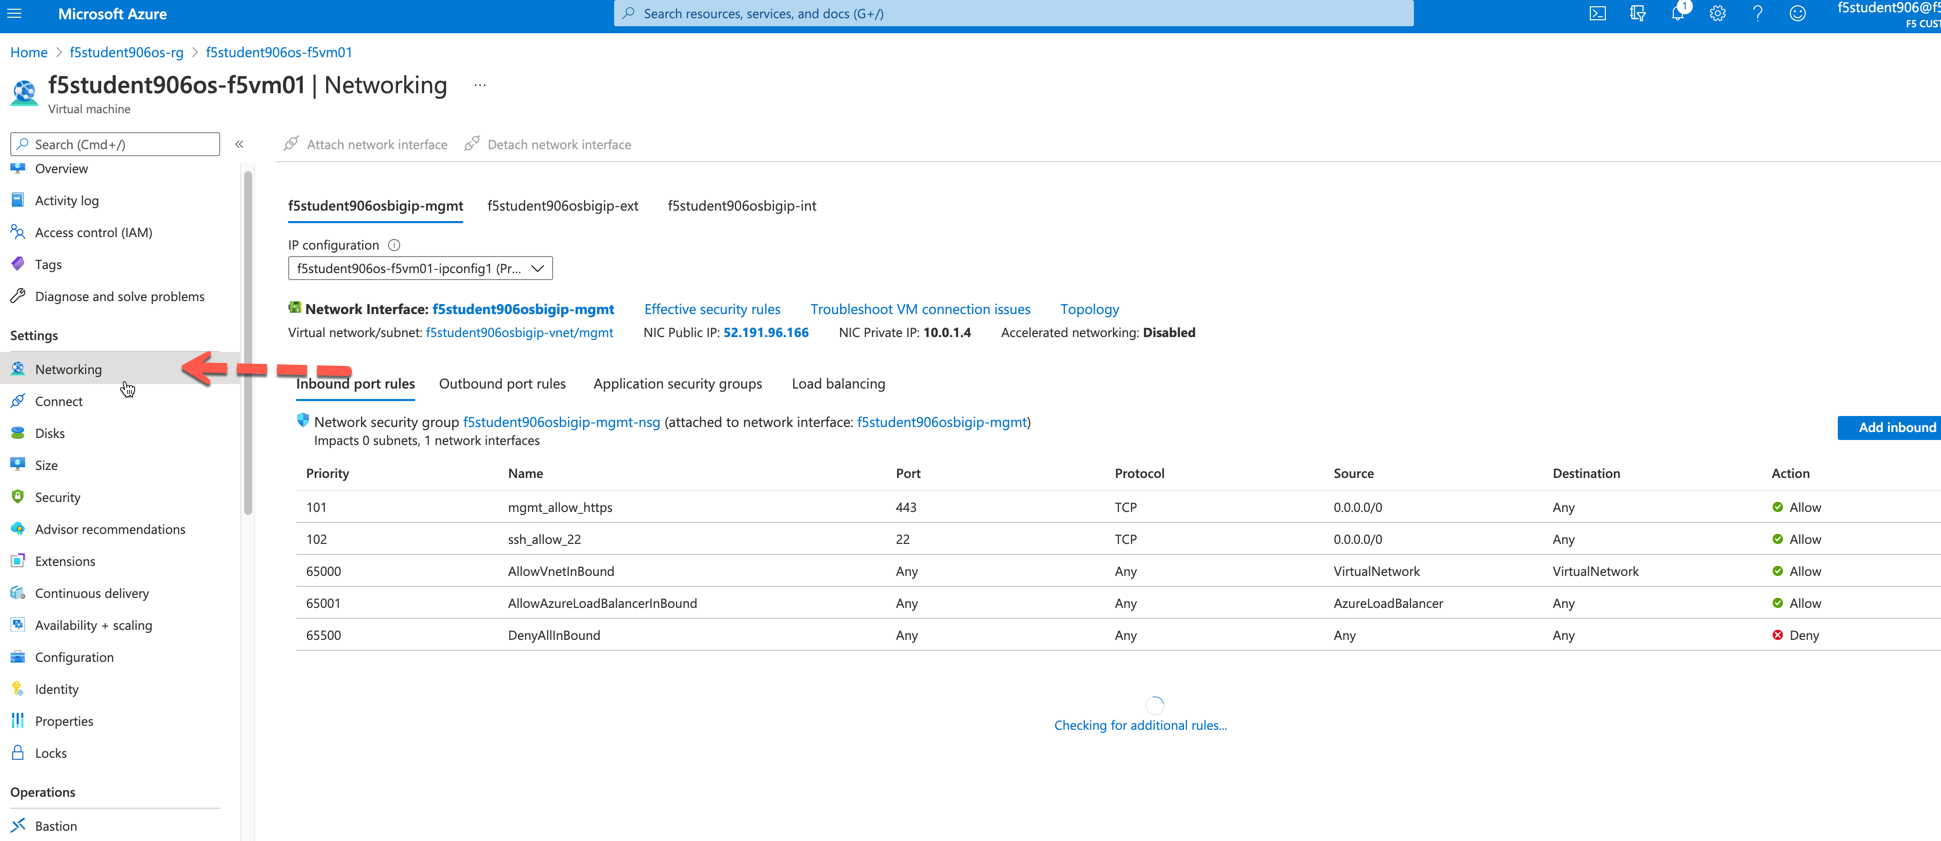 Microsoft Azure
Search resources, services, and docs (G+/)
1
f5student906@f5
F5 CUST
Home > f5student906os-rg > f5student906os-f5vm01
f5student906os-f5vm01 | Networking ...
Virtual machine
Search (Cmd+/)
«
Overview
Activity log
Access control (IAM)
Tags
Diagnose and solve problems
Settings
Networking
Connect
Disks
Size
Security
Advisor recommendations
Extensions
Continuous delivery
Availability + scaling
Configuration
Identity
Properties
Locks
Operations
Bastion
Attach network interface Detach network interface
f5student906osbigip-mgmt f5student906osbigip-ext f5student906osbigip-int
IP configuration
f5student906os-f5vm01-ipconfig1 (Pr...
Network Interface: f5student906osbigip-mgmt Effective security rules Troubleshoot VM connection issues Topology
Virtual network/subnet: f5student906osbigip-vnet/mgmt NIC Public IP: 52.191.96.166 NIC Private IP: 10.0.1.4 Accelerated networking: Disabled
Inbound port rules Outbound port rules Application security groups Load balancing
Network security group f5student906osbigip-mgmt-nsg (attached to network interface: f5student906osbigip-mgmt)
Impacts 0 subnets, 1 network interfaces
Add inbound
Priority Name Port Protocol Source Destination Action
101 mgmt_allow_https 443 TCP 0.0.0.0/0 Any Allow
102 ssh_allow_22 22 TCP 0.0.0.0/0 Any Allow
65000 AllowVnetInBound Any Any VirtualNetwork VirtualNetwork Allow
65001 AllowAzureLoadBalancerInBound Any Any AzureLoadBalancer Any Allow
65500 DenyAllInBound Any Any Any Any Deny
Checking for additional rules...